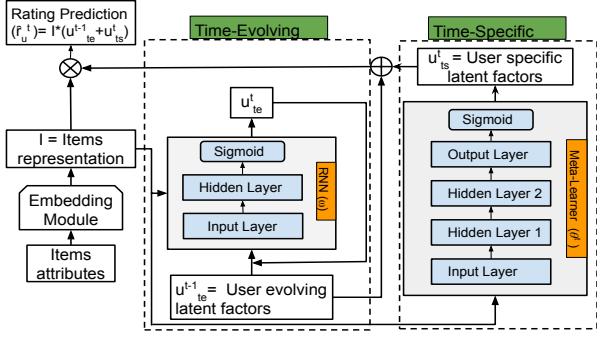 Rating Prediction
(r̂ᵤᵗ)= I*(uᵗ⁻¹ₜₑ+uᵗₜₛ)
I = Items
representation
Embedding
Module
Items
attributes
Time-Evolving
uᵗₜₑ
Sigmoid
Hidden Layer
Input Layer
RNN (ω)
uᵗ⁻¹ₜₑ = User evolving
latent factors
Time-Specific
uᵗₜₛ = User specific
latent factors
Sigmoid
Output Layer
Hidden Layer 2
Hidden Layer 1
Input Layer
Meta-Learner (θᵗ)